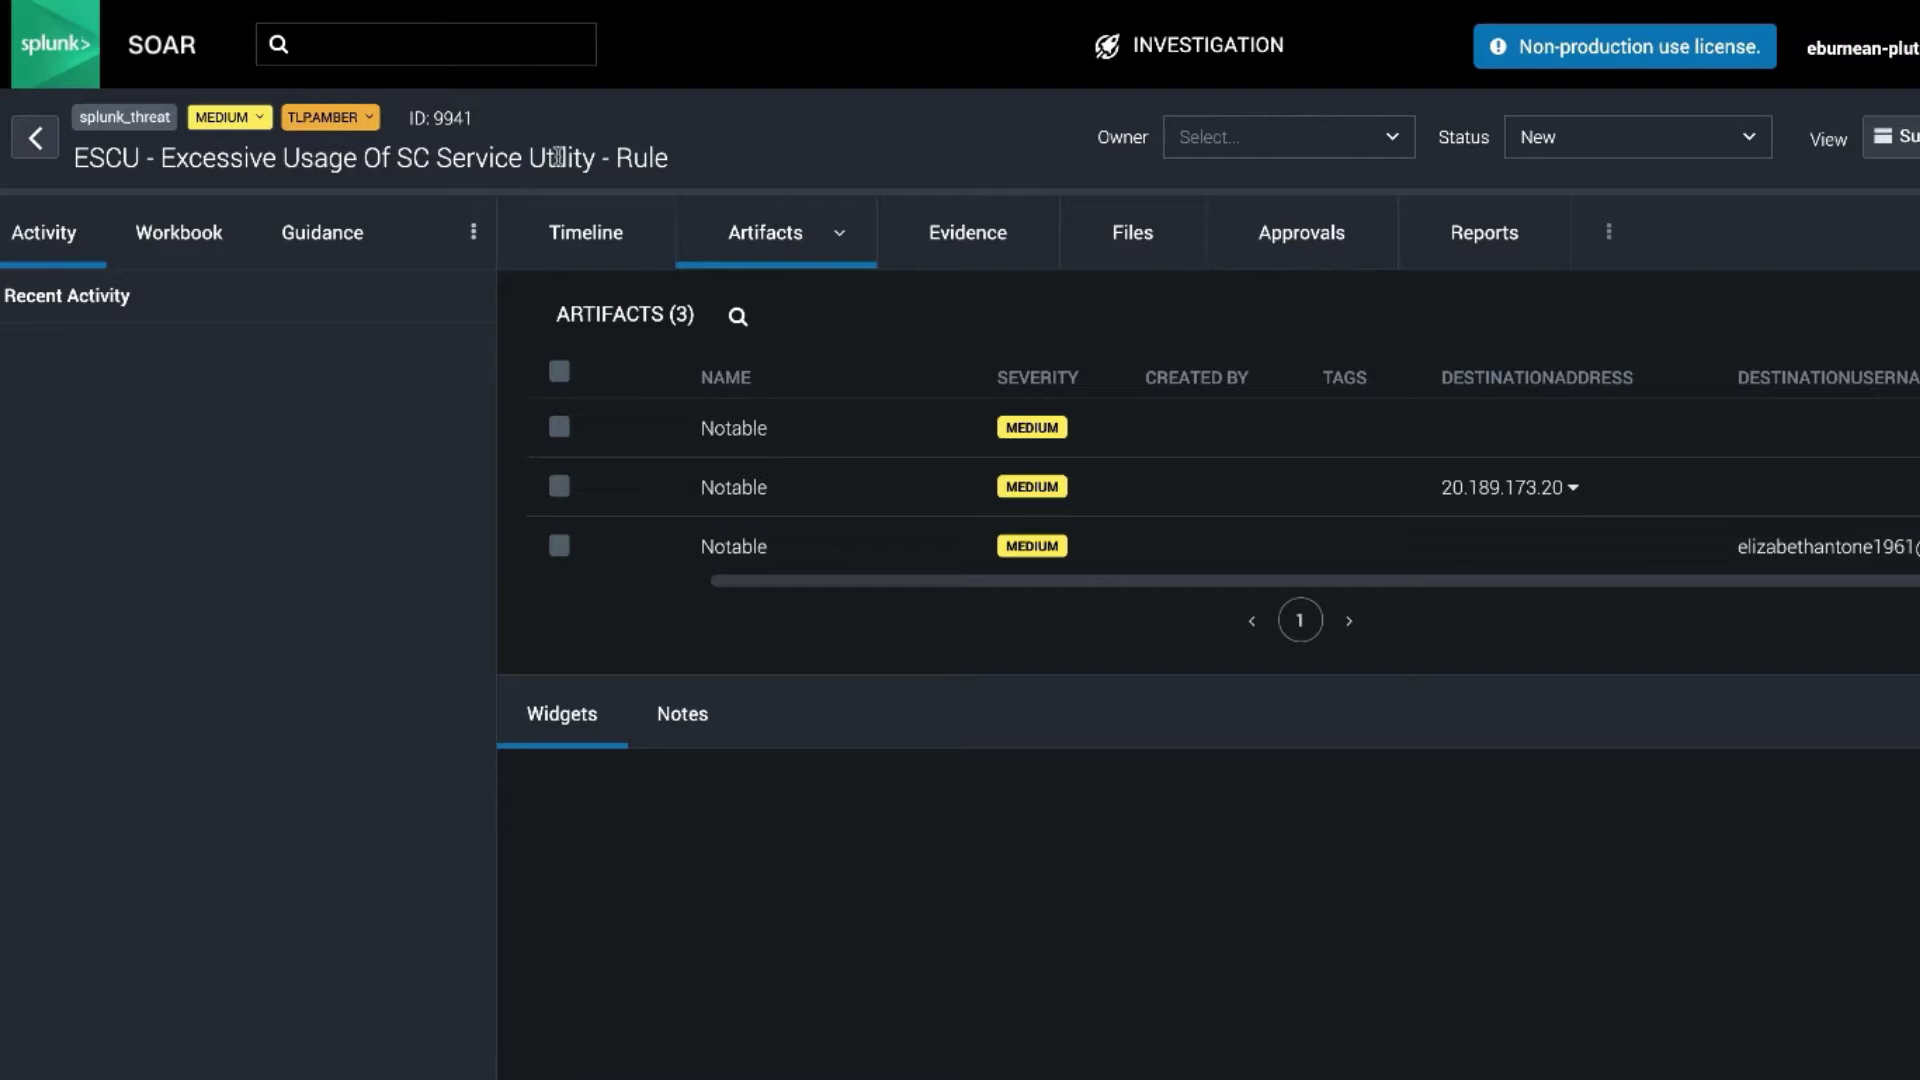 splunk> SOAR INVESTIGATION Non-production use license. eburnean-plut
splunk_threat MEDIUM TLP:AMBER ID: 9941
ESCU - Excessive Usage Of SC Service Utility - Rule
Owner Select... Status New View Su
Activity Workbook Guidance Timeline Artifacts Evidence Files Approvals Reports
Recent Activity
ARTIFACTS (3)
NAME SEVERITY CREATED BY TAGS DESTINATIONADDRESS DESTINATIONUSERNA
Notable MEDIUM
Notable MEDIUM 20.189.173.20
Notable MEDIUM elizabethantone1961@
1
Widgets Notes